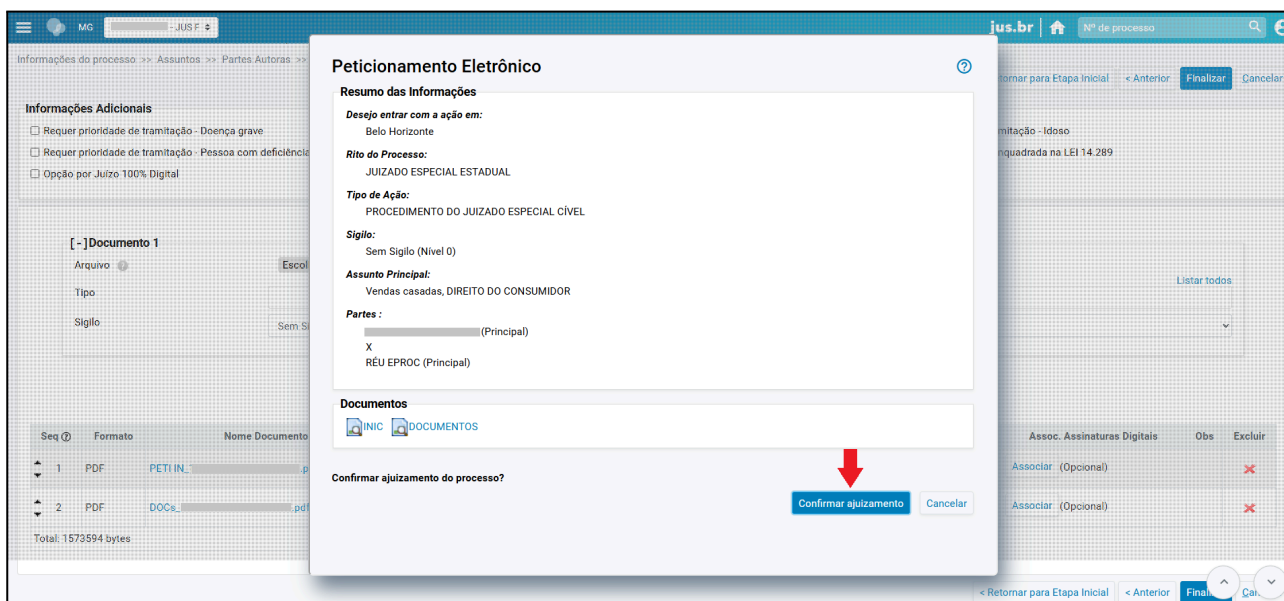 MG
- JUS F
jus.br
Nº de processo
Informações do processo >> Assuntos >> Partes Autoras >>
Retornar para Etapa Inicial
< Anterior
Finalizar
Cancelar
Informações Adicionais
Requer prioridade de tramitação - Doença grave
mitação - Idoso
Requer prioridade de tramitação - Pessoa com deficiência
nquadrada na LEI 14.289
Opção por Juízo 100% Digital
[ - ]Documento 1
Arquivo
Escol
Tipo
Listar todos
Sigilo
Sem Si
Peticionamento Eletrônico
Resumo das Informações
Desejo entrar com a ação em:
Belo Horizonte
Rito do Processo:
JUIZADO ESPECIAL ESTADUAL
Tipo de Ação:
PROCEDIMENTO DO JUIZADO ESPECIAL CÍVEL
Sigilo:
Sem Sigilo (Nível 0)
Assunto Principal:
Vendas casadas, DIREITO DO CONSUMIDOR
Partes :
(Principal)
X
RÉU EPROC (Principal)
Documentos
INIC DOCUMENTOS
Confirmar ajuizamento do processo?
Confirmar ajuizamento
Cancelar
Seq Formato Nome Documento Assoc. Assinaturas Digitais Obs Excluir
1 PDF PETI IN_ .p Associar (Opcional)
2 PDF DOCs_ .pdf Associar (Opcional)
Total: 1573594 bytes
< Retornar para Etapa Inicial
< Anterior
Final
Can